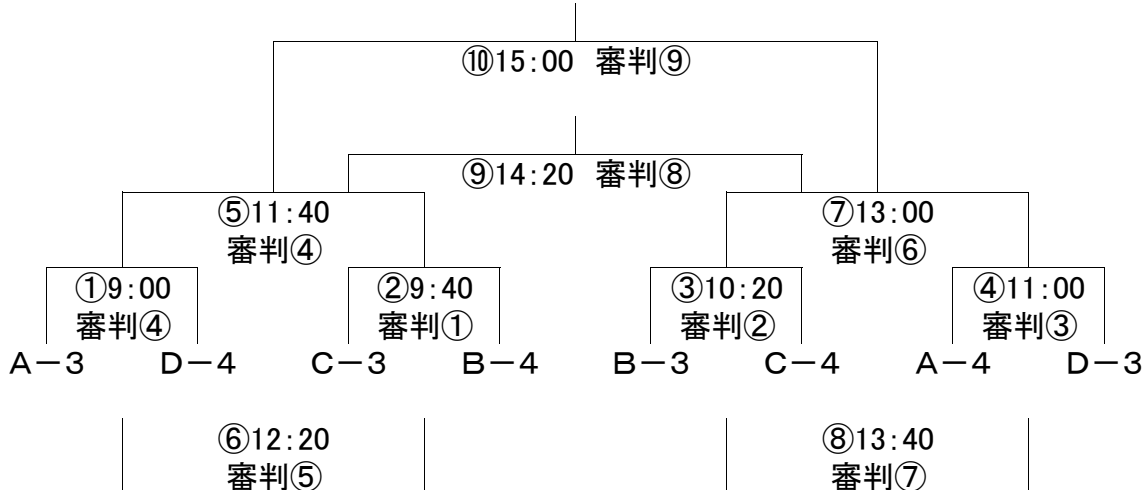 ⑩15:00 審判⑨
⑨14:20 審判⑧
⑤11:40 ⑦13:00
審判④ 審判⑥
①9:00 ②9:40 ③10:20 ④11:00
審判④ 審判① 審判② 審判③
A-3 D-4 C-3 B-4 B-3 C-4 A-4 D-3
⑥12:20 ⑧13:40
審判⑤ 審判⑦